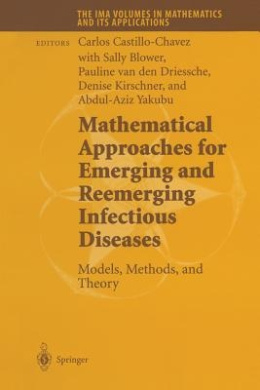 THE IMA VOLUMES IN MATHEMATICS
AND ITS APPLICATIONS
EDITORS Carlos Castillo-Chavez
with Sally Blower,
Pauline van den Driessche,
Denise Kirschner, and
Abdul-Aziz Yakubu
Mathematical
Approaches for
Emerging and
Reemerging
Infectious
Diseases
Models, Methods, and
Theory
Springer